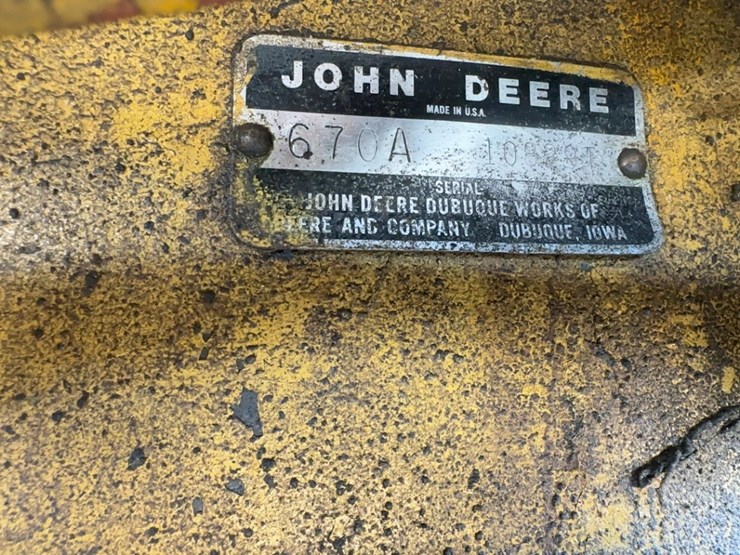 JOHN DEERE
MADE IN U.S.A.
670A
SERIAL
JOHN DEERE DUBUQUE WORKS OF
DEERE AND COMPANY DUBUQUE, IOWA